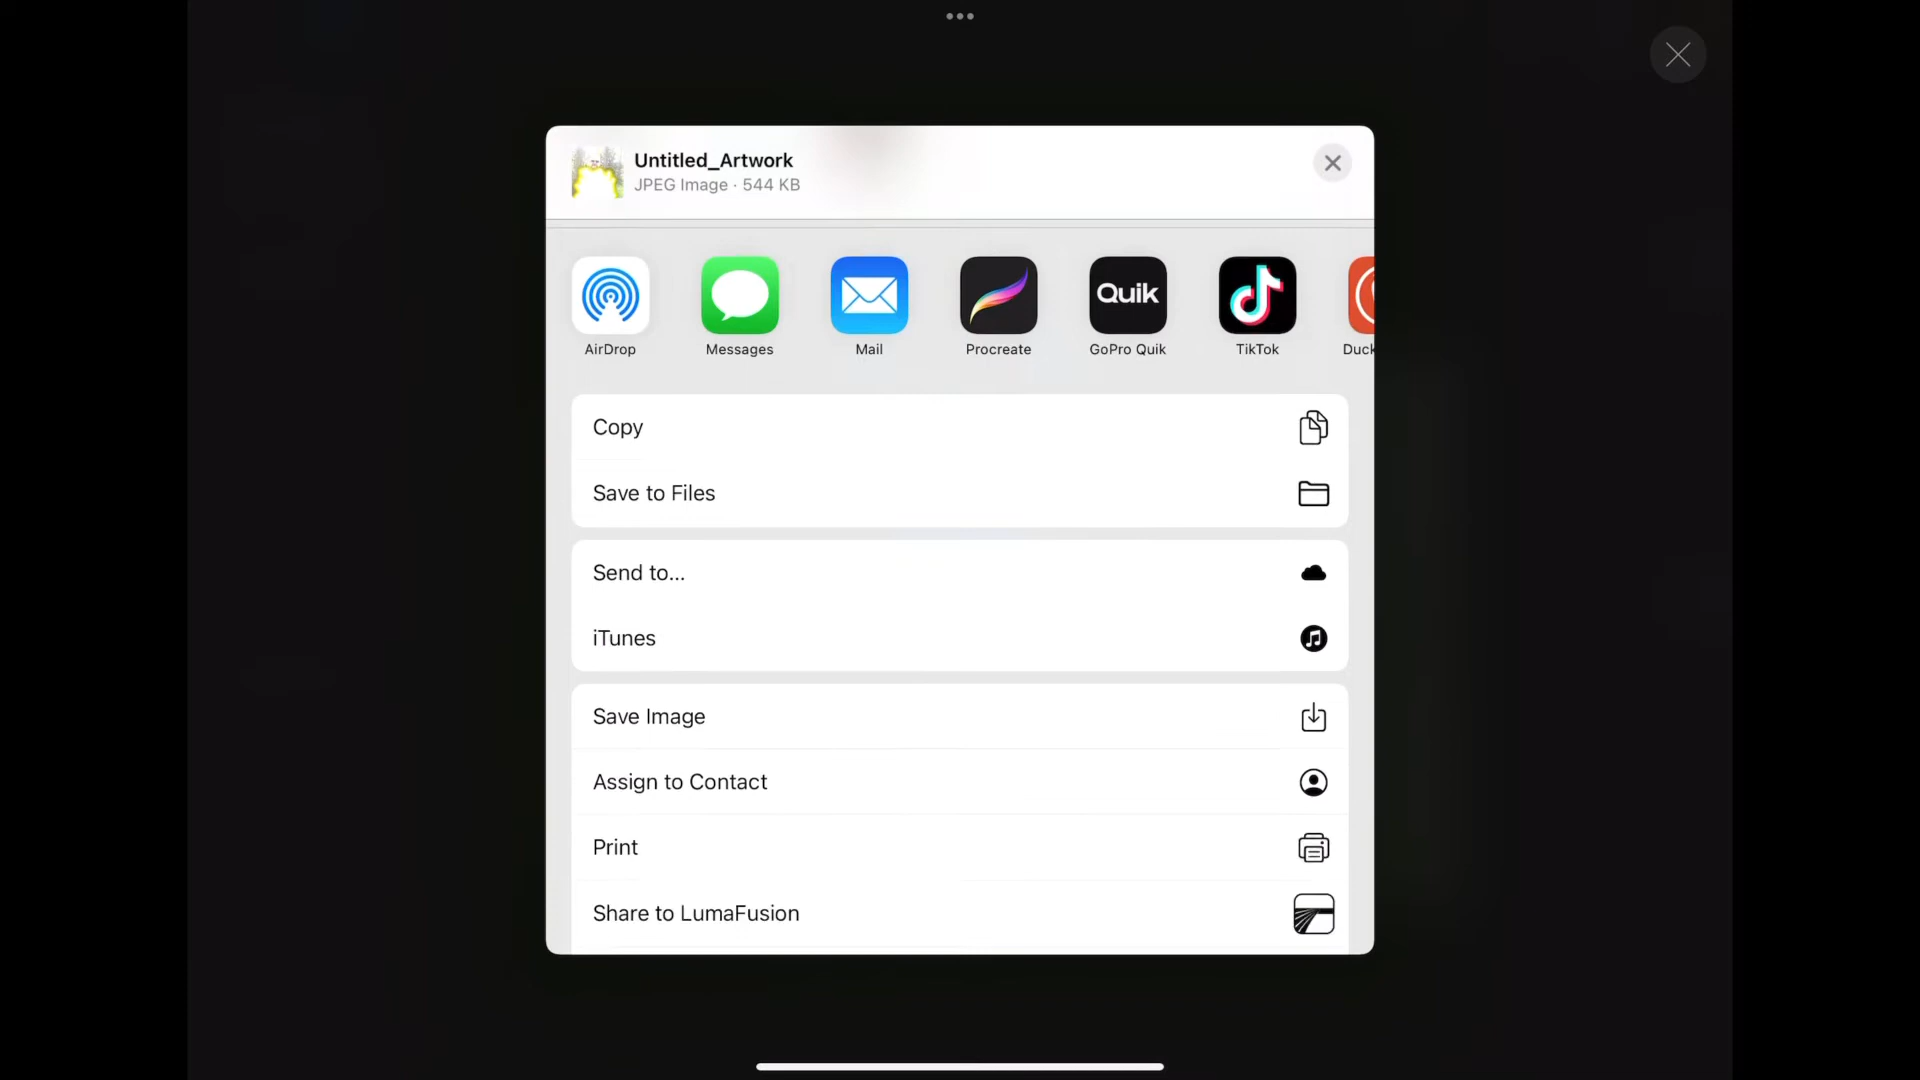 Untitled_Artwork
JPEG Image · 544 KB
Quik
AirDrop
Messages
Mail
Procreate
GoPro Quik
TikTok
Duck
Copy
Save to Files
Send to...
iTunes
Save Image
Assign to Contact
Print
Share to LumaFusion